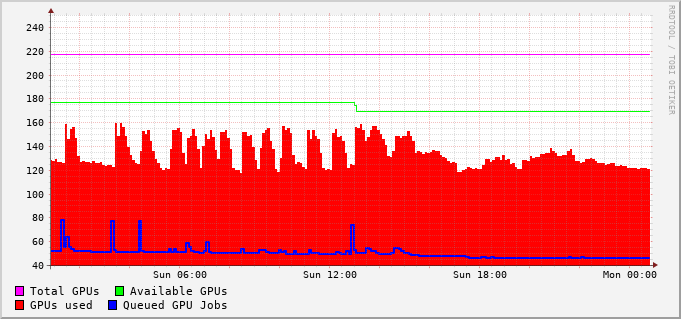 240
220
200
180
160
140
120
100
80
60
40
Sun 06:00 Sun 12:00 Sun 18:00 Mon 00:00
Total GPUs Available GPUs
GPUs used Queued GPU Jobs
RRDTOOL / TOBI OETIKER